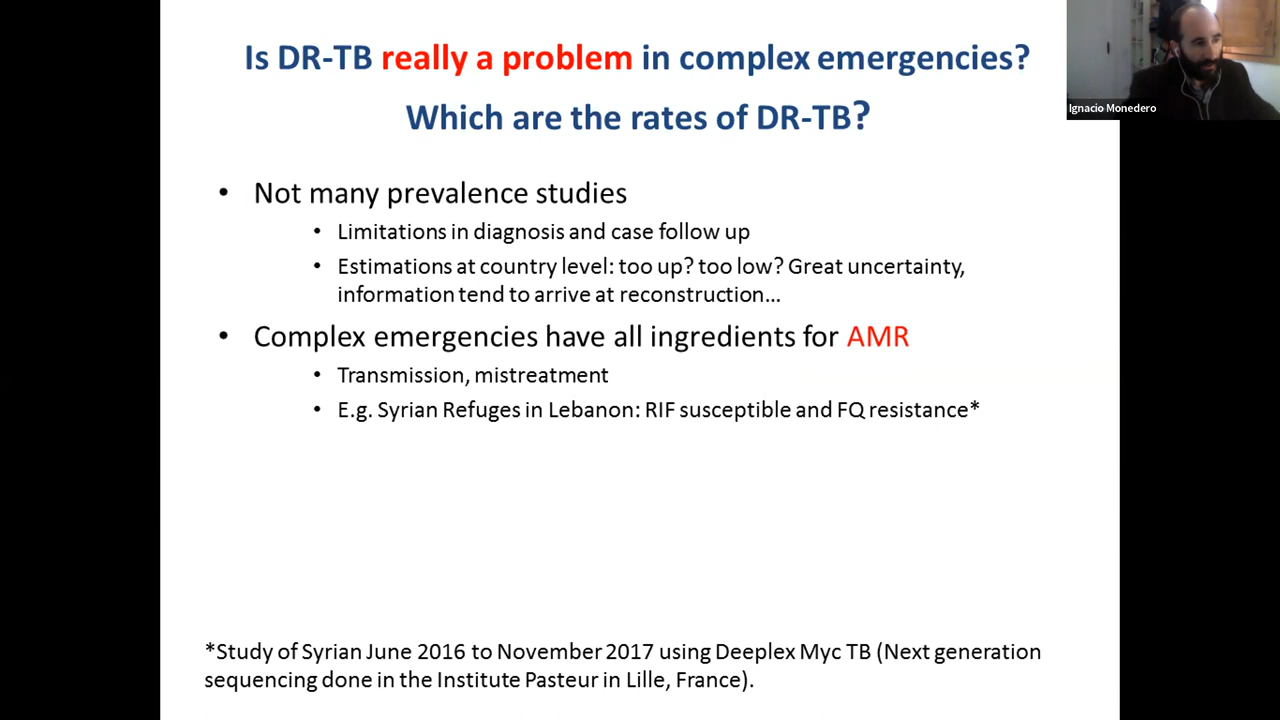 Is DR-TB really a problem in complex emergencies?
Which are the rates of DR-TB?
Ignacio Monedero
• Not many prevalence studies
• Limitations in diagnosis and case follow up
• Estimations at country level: too up? too low? Great uncertainty,
information tend to arrive at reconstruction...
• Complex emergencies have all ingredients for AMR
• Transmission, mistreatment
• E.g. Syrian Refuges in Lebanon: RIF susceptible and FQ resistance*
*Study of Syrian June 2016 to November 2017 using Deeplex Myc TB (Next generation
sequencing done in the Institute Pasteur in Lille, France).